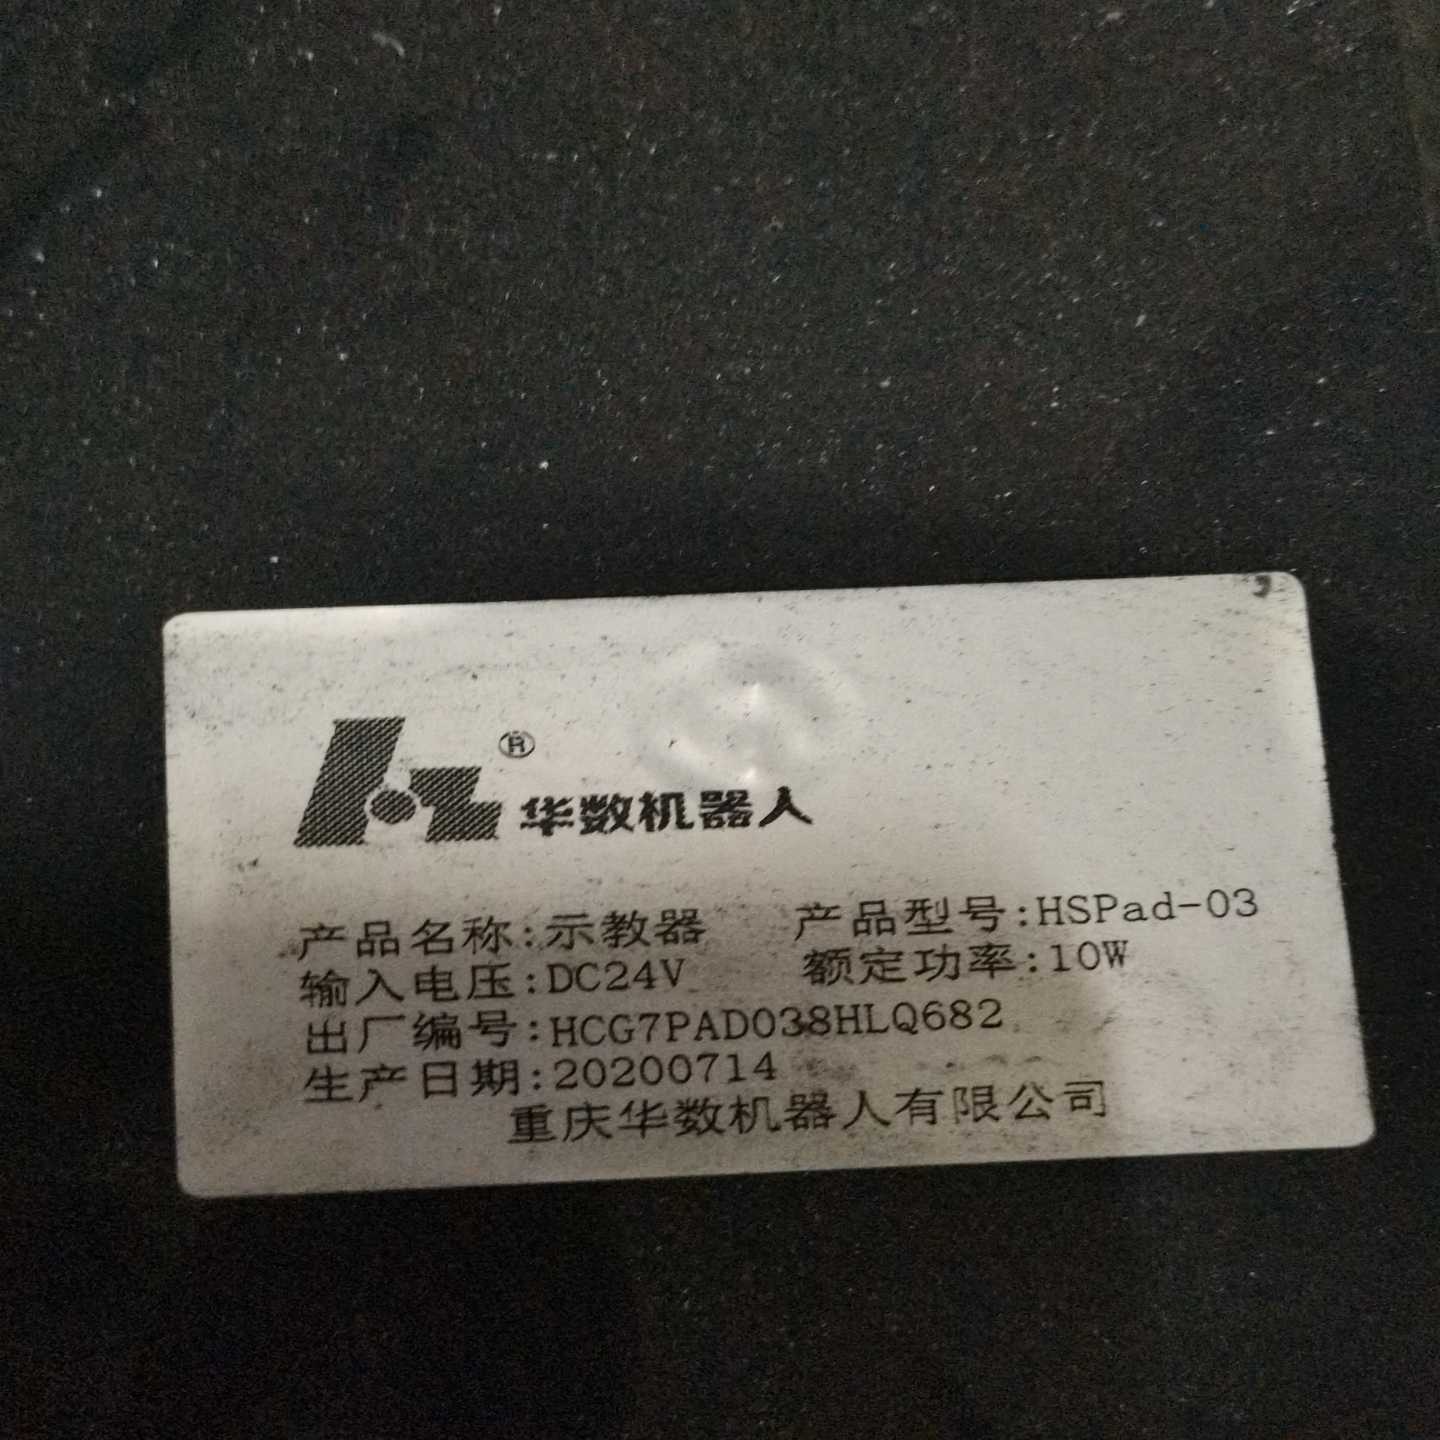 ®
华数机器人
产品名称:示教器 产品型号:HSPad-03
输入电压:DC24V 额定功率:10W
出厂编号:HCG7PAD038HLQ682
生产日期:20200714
重庆华数机器人有限公司